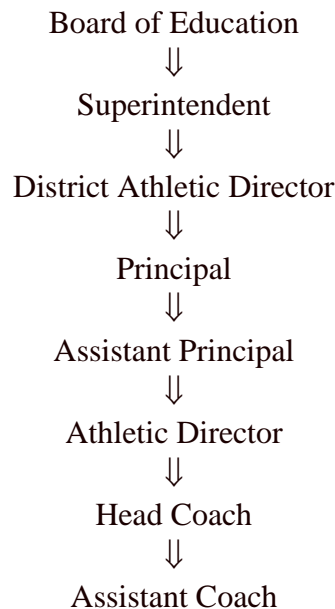 Board of Education
⇓
Superintendent
⇓
District Athletic Director
⇓
Principal
⇓
Assistant Principal
⇓
Athletic Director
⇓
Head Coach
⇓
Assistant Coach